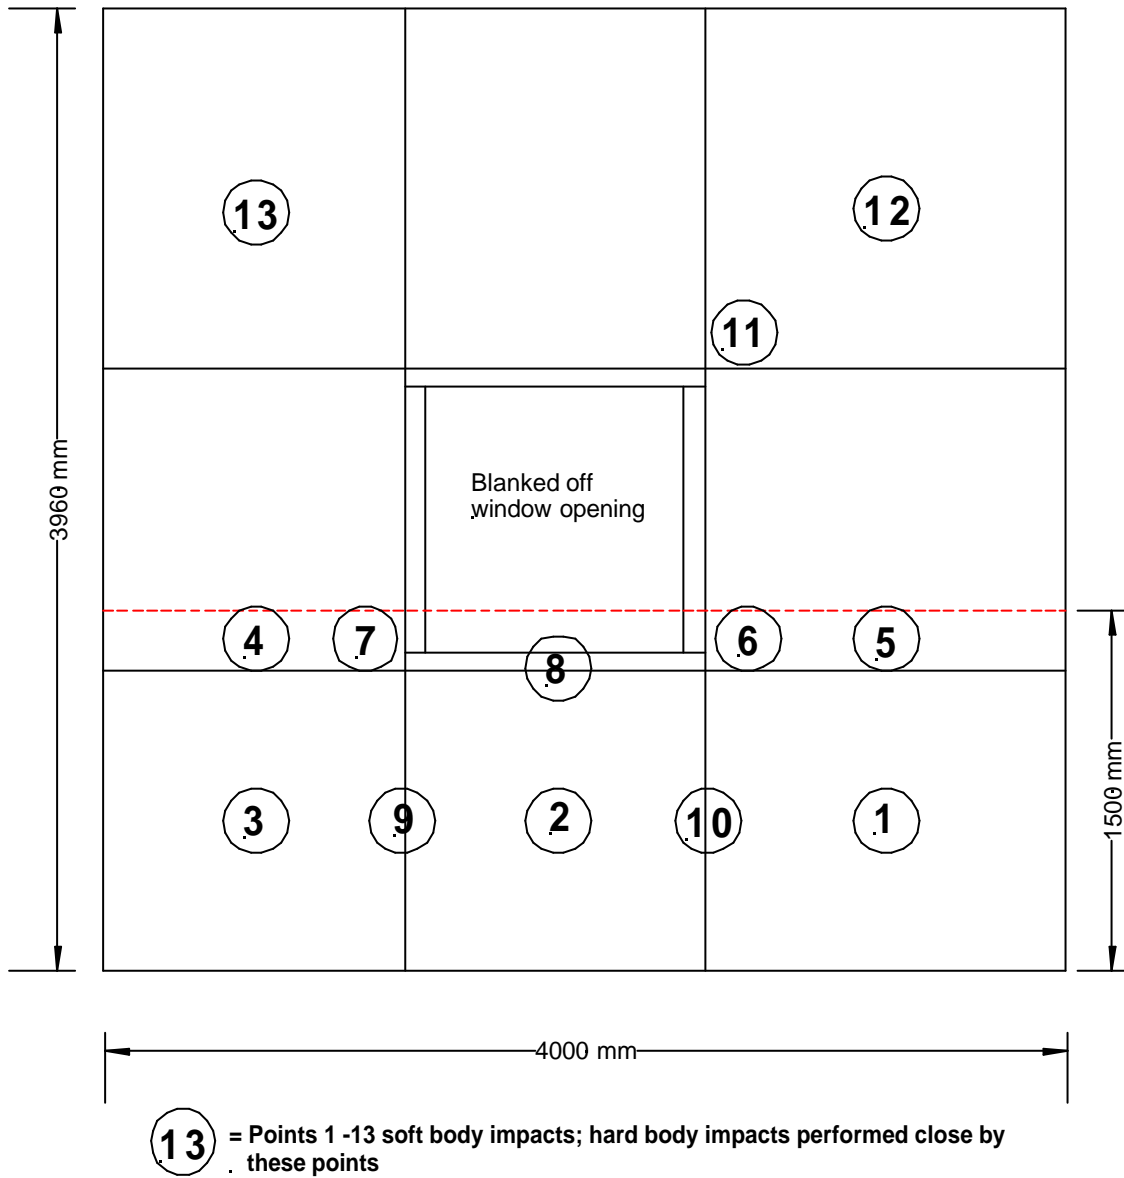 13
12
11
3960 mm
Blanked off
window opening
4
7
6
5
8
1500 mm
3
9
2
10
1
4000 mm
13 = Points 1 -13 soft body impacts; hard body impacts performed close by
these points